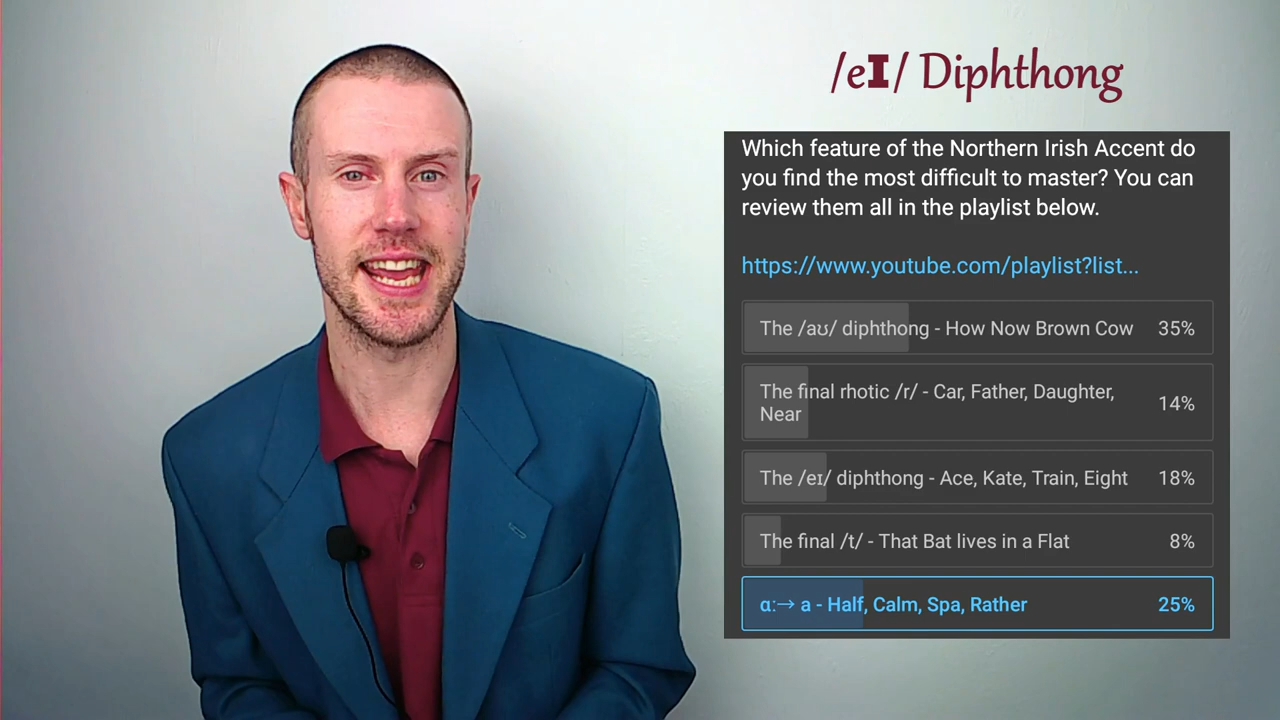 /eɪ/ Diphthong
Which feature of the Northern Irish Accent do
you find the most difficult to master? You can
review them all in the playlist below.
https://www.youtube.com/playlist?list...
The /aʊ/ diphthong - How Now Brown Cow 35%
The final rhotic /r/ - Car, Father, Daughter,
Near
14%
The /eɪ/ diphthong - Ace, Kate, Train, Eight 18%
The final /t/ - That Bat lives in a Flat 8%
ɑː→ a - Half, Calm, Spa, Rather 25%